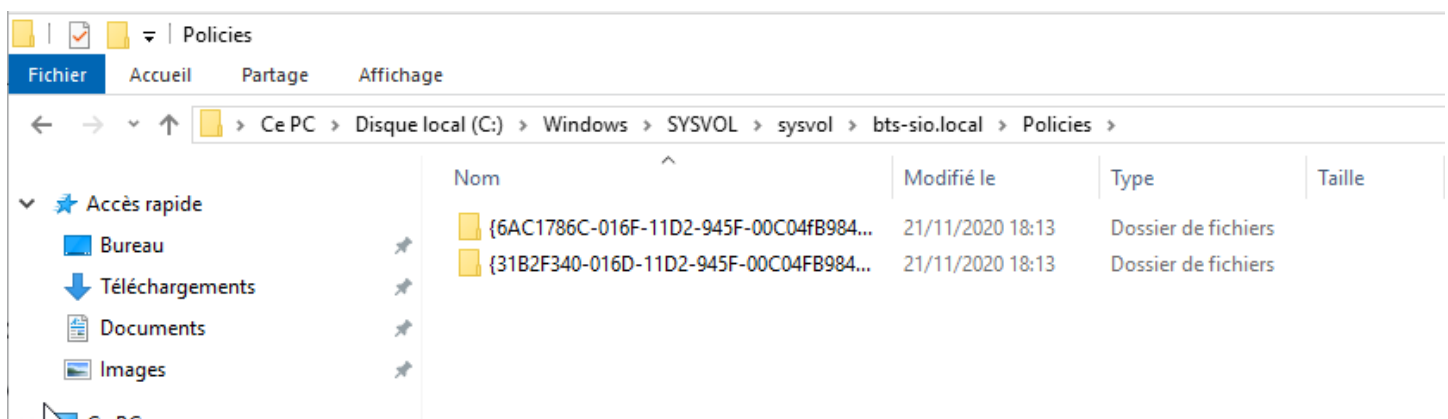 Policies
Fichier Accueil Partage Affichage
Ce PC > Disque local (C:) > Windows > SYSVOL > sysvol > bts-sio.local > Policies >
Nom Modifié le Type Taille
Accès rapide
Bureau
Téléchargements
Documents
Images
Ce PC
{6AC1786C-016F-11D2-945F-00C04fB984... 21/11/2020 18:13 Dossier de fichiers
{31B2F340-016D-11D2-945F-00C04FB984... 21/11/2020 18:13 Dossier de fichiers